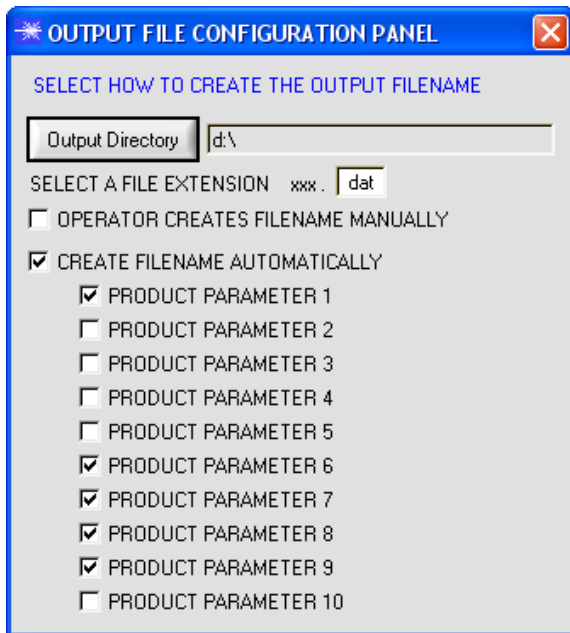 OUTPUT FILE CONFIGURATION PANEL
SELECT HOW TO CREATE THE OUTPUT FILENAME
Output Directory d:\
SELECT A FILE EXTENSION xxx . dat
OPERATOR CREATES FILENAME MANUALLY
CREATE FILENAME AUTOMATICALLY
PRODUCT PARAMETER 1
PRODUCT PARAMETER 2
PRODUCT PARAMETER 3
PRODUCT PARAMETER 4
PRODUCT PARAMETER 5
PRODUCT PARAMETER 6
PRODUCT PARAMETER 7
PRODUCT PARAMETER 8
PRODUCT PARAMETER 9
PRODUCT PARAMETER 10